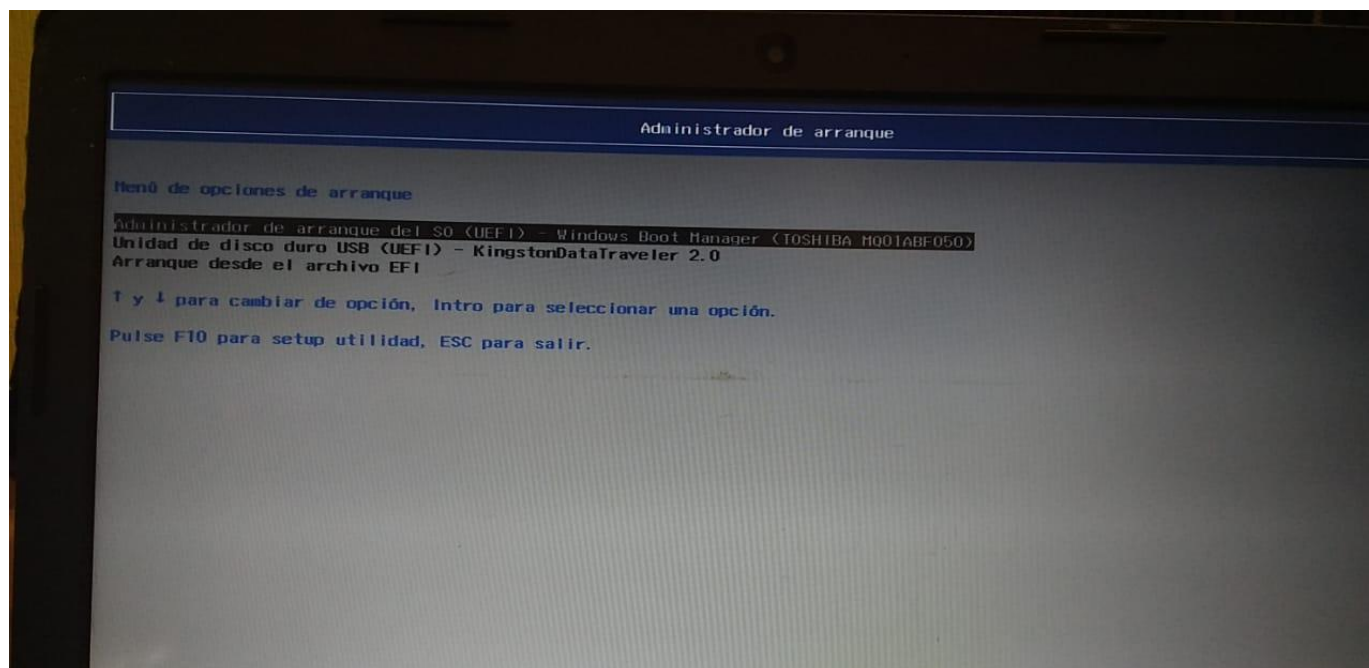 Administrador de arranque
Menú de opciones de arranque
Administrador de arranque del SO (UEFI) - Windows Boot Manager (TOSHIBA MQ01ABF050)
Unidad de disco duro USB (UEFI) - KingstonDataTraveler 2.0
Arranque desde el archivo EFI
↑ y ↓ para cambiar de opción, Intro para seleccionar una opción.
Pulse F10 para setup utilidad, ESC para salir.